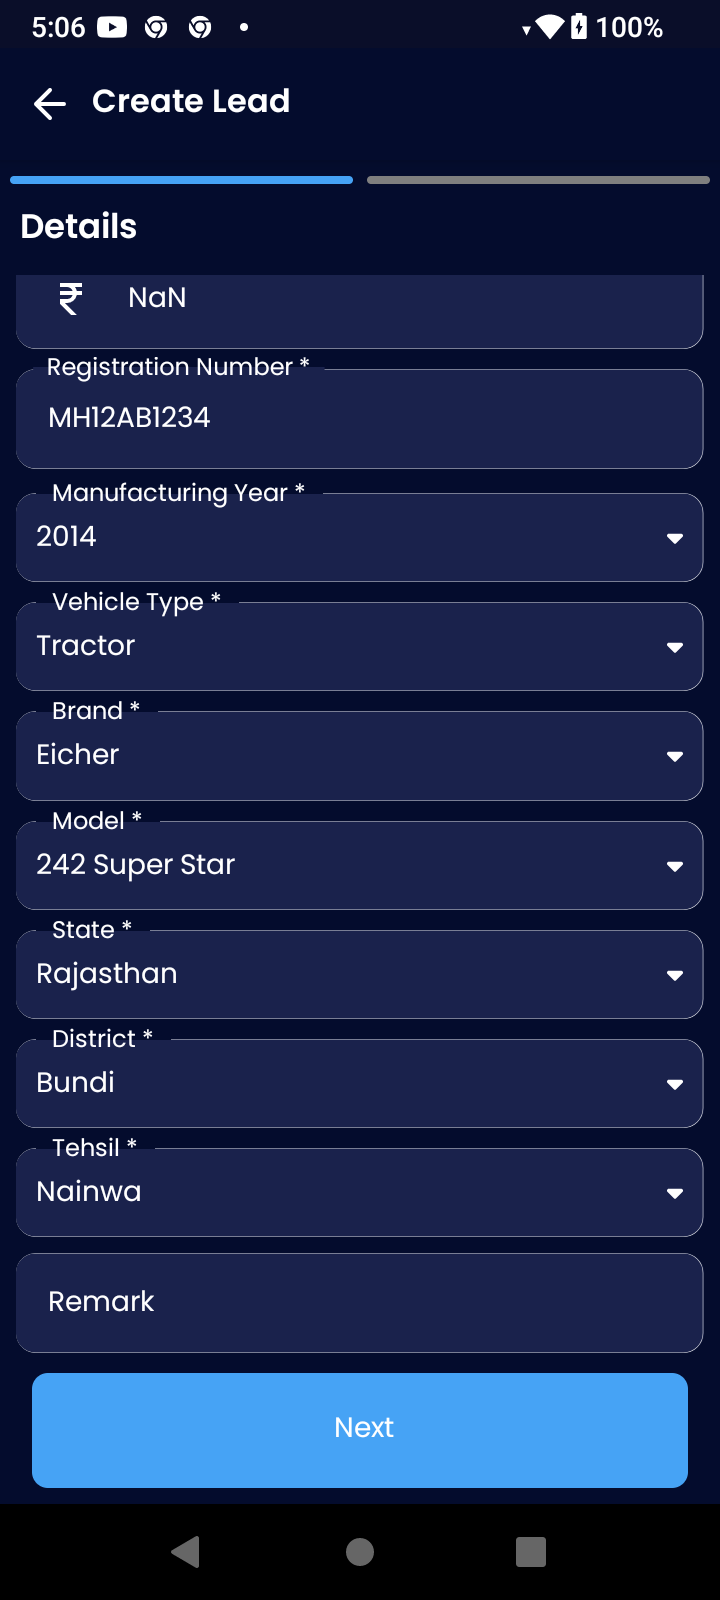 5:06 100%
Create Lead
Details
₹ NaN
Registration Number *
MH12AB1234
Manufacturing Year *
2014
Vehicle Type *
Tractor
Brand *
Eicher
Model *
242 Super Star
State *
Rajasthan
District *
Bundi
Tehsil *
Nainwa
Remark
Next